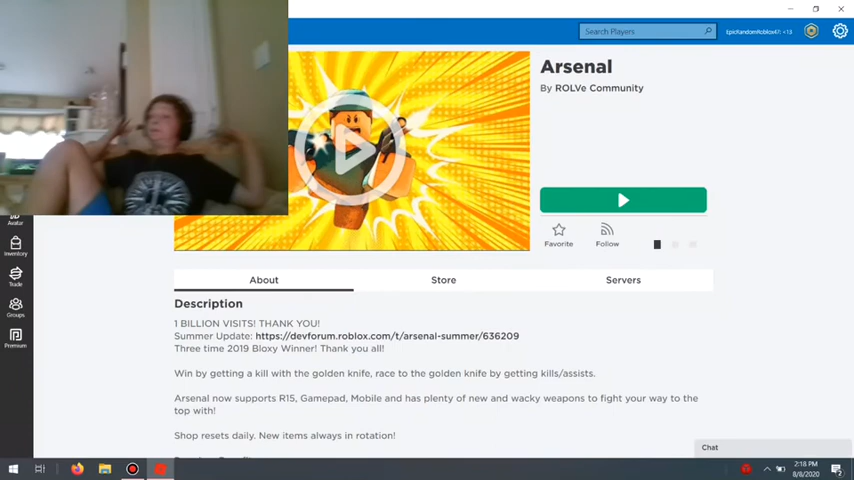 Search Players
EpicRandomRoblox47: <13
Arsenal
By ROLVe Community
Favorite
Follow
Avatar
Inventory
Trade
Groups
Premium
About
Store
Servers
Description
1 BILLION VISITS! THANK YOU!
Summer Update: https://devforum.roblox.com/t/arsenal-summer/636209
Three time 2019 Bloxy Winner! Thank you all!
Win by getting a kill with the golden knife, race to the golden knife by getting kills/assists.
Arsenal now supports R15, Gamepad, Mobile and has plenty of new and wacky weapons to fight your way to the
top with!
Shop resets daily. New items always in rotation!
Chat
2:18 PM
8/8/2020